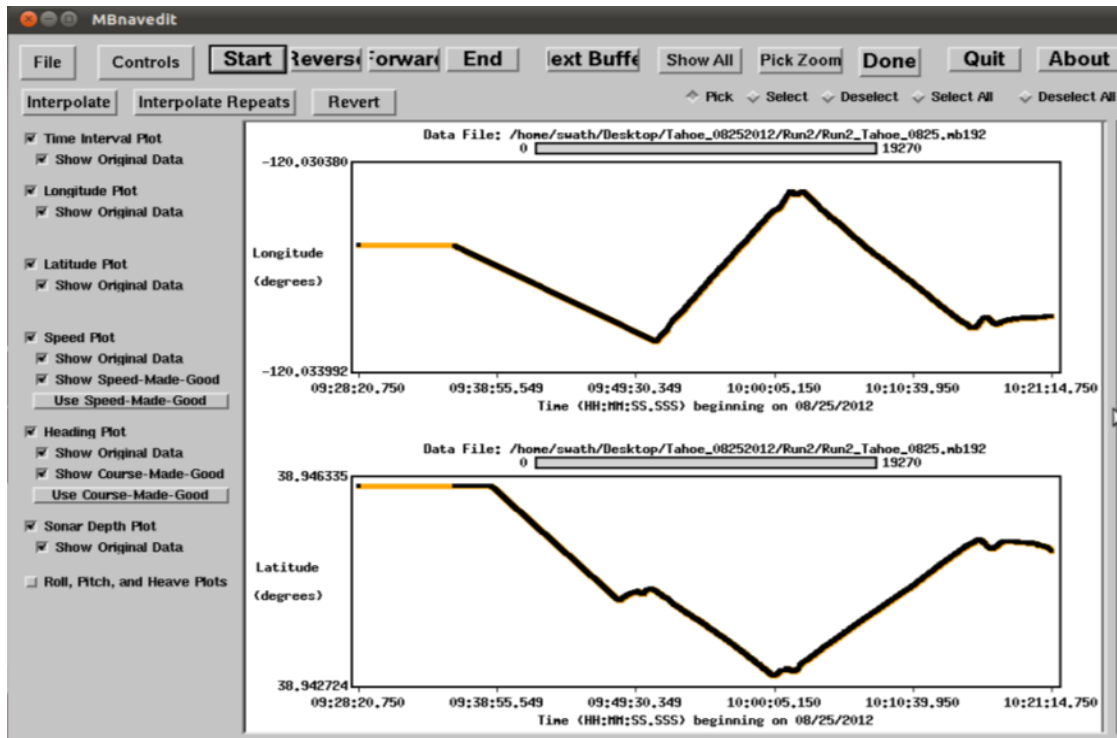 MBnavedit
File Controls Start Reverse Forward End Next Buffe Show All Pick Zoom Done Quit About
Interpolate Interpolate Repeats Revert Pick Select Deselect Select All Deselect All
Time Interval Plot
Show Original Data
Longitude Plot
Show Original Data
Latitude Plot
Show Original Data
Speed Plot
Show Original Data
Show Speed-Made-Good
Use Speed-Made-Good
Heading Plot
Show Original Data
Show Course-Made-Good
Use Course-Made-Good
Sonar Depth Plot
Show Original Data
Roll, Pitch, and Heave Plots
Data File: /home/swath/Desktop/Tahoe_08252012/Run2/Run2_Tahoe_0825.mb192
0 19270
-120.030380
Longitude
(degrees)
-120.033992
09:28:20.750 09:38:55.549 09:49:30.349 10:00:05.150 10:10:39.950 10:21:14.750
Time (HH:MM:SS.SSS) beginning on 08/25/2012
Data File: /home/swath/Desktop/Tahoe_08252012/Run2/Run2_Tahoe_0825.mb192
0 19270
38.946335
Latitude
(degrees)
38.942724
09:28:20.750 09:38:55.549 09:49:30.349 10:00:05.150 10:10:39.950 10:21:14.750
Time (HH:MM:SS.SSS) beginning on 08/25/2012